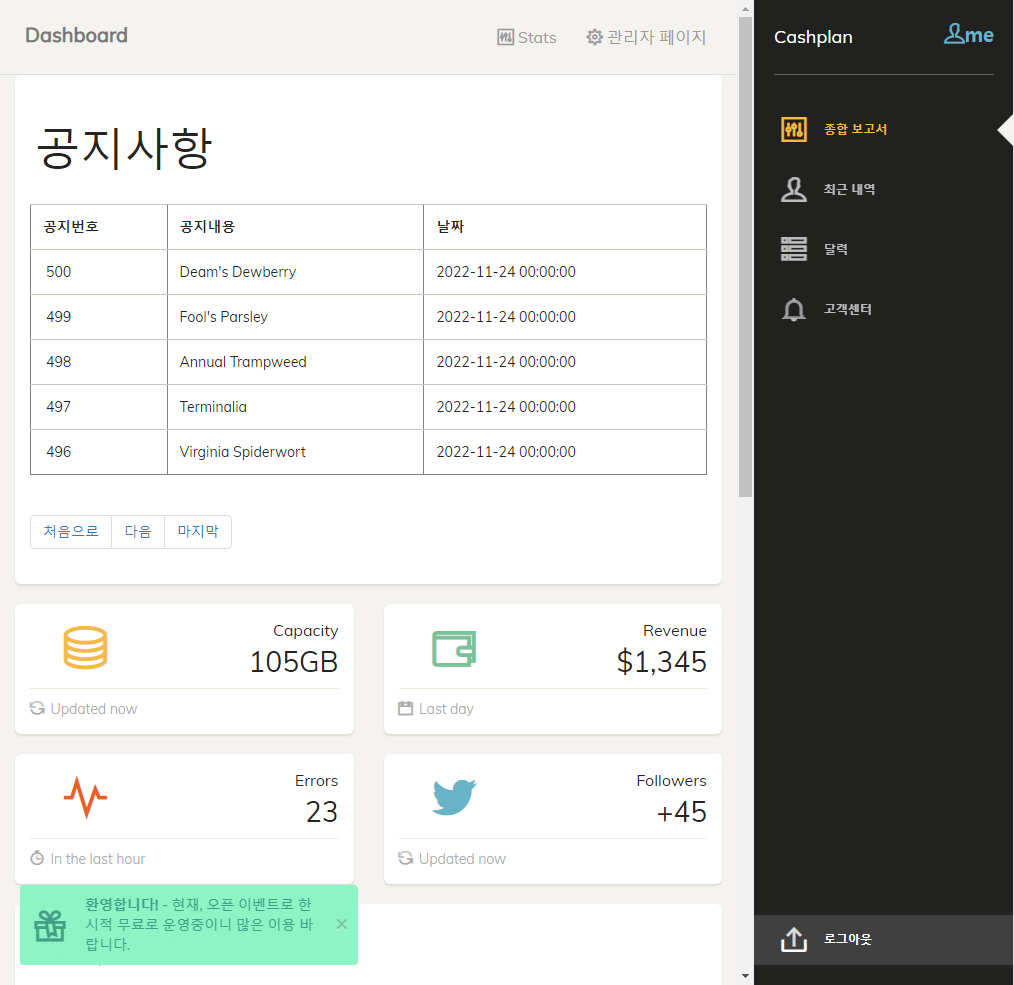 Dashboard
Stats
관리자 페이지
공지사항
공지번호 공지내용 날짜
500 Deam's Dewberry 2022-11-24 00:00:00
499 Fool's Parsley 2022-11-24 00:00:00
498 Annual Trampweed 2022-11-24 00:00:00
497 Terminalia 2022-11-24 00:00:00
496 Virginia Spiderwort 2022-11-24 00:00:00
처음으로 다음 마지막
Capacity
105GB
Updated now
Revenue
$1,345
Last day
Errors
23
In the last hour
Followers
+45
Updated now
환영합니다! - 현재, 오픈 이벤트로 한
시적 무료로 운영중이니 많은 이용 바
랍니다.
×
Cashplan
me
종합 보고서
최근 내역
달력
고객센터
로그아웃